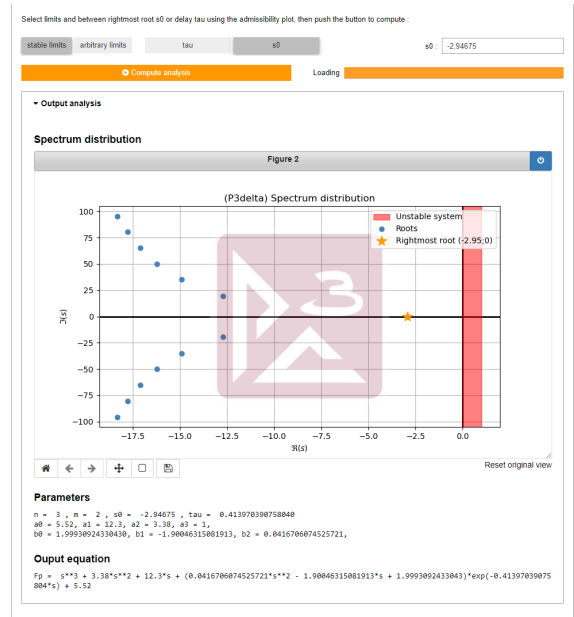 Select limits and between rightmost root s0 or delay tau using the admissibility plot, then push the button to compute :
stable limits arbitrary limits tau s0 s0 : -2,94675
Compute analysis Loading
Output analysis
Spectrum distribution
Figure 2
(P3delta) Spectrum distribution
Unstable system
Roots
Rightmost root (-2.95;0)
100
75
50
25
0
−25
−50
−75
−100
ℑ(s)
−17.5 −15.0 −12.5 −10.0 −7.5 −5.0 −2.5 0.0
ℜ(s)
Reset original view
Parameters
n = 3 , m = 2 , s0 = -2.94675 , tau = 0.413970390758040
a0 = 5.52, a1 = 12.3, a2 = 3.38, a3 = 1,
b0 = 1.99930924330430, b1 = -1.90046315081913, b2 = 0.0416706074525721,
Ouput equation
Fp = s**3 + 3.38*s**2 + 12.3*s + (0.0416706074525721*s**2 - 1.90046315081913*s + 1.9993092433043)*exp(-0.41397039075
804*s) + 5.52